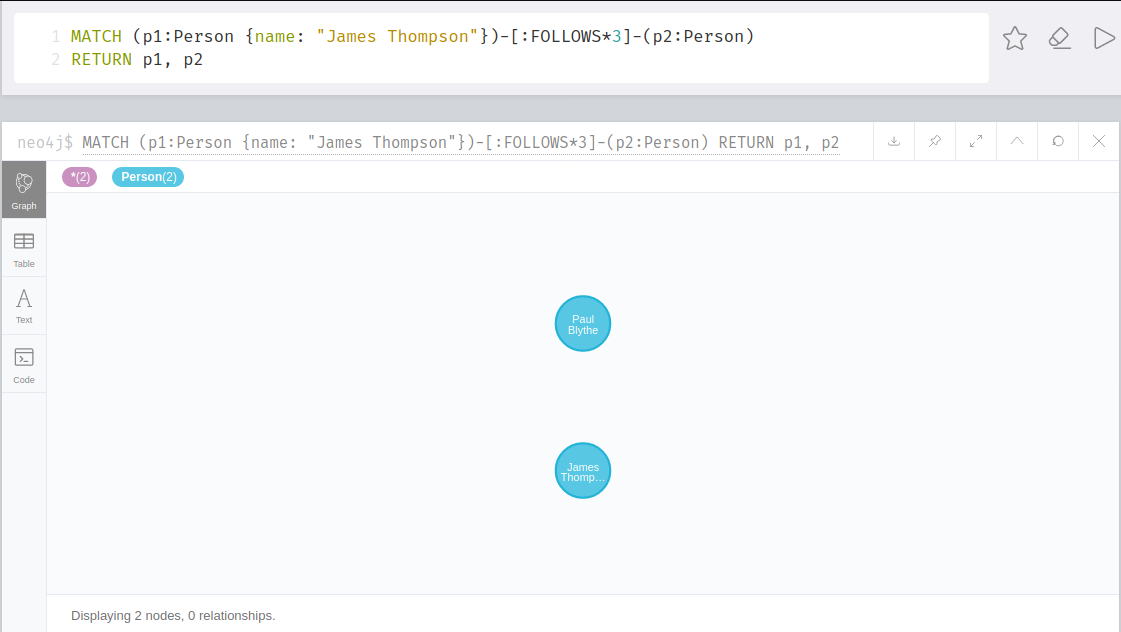 1 MATCH (p1:Person {name: "James Thompson"})-[:FOLLOWS*3]-(p2:Person)
2 RETURN p1, p2
neo4j$ MATCH (p1:Person {name: "James Thompson"})-[:FOLLOWS*3]-(p2:Person) RETURN p1, p2
*(2) Person(2)
Graph
Table
A
Text
Code
Paul
Blythe
James
Thomp...
Displaying 2 nodes, 0 relationships.